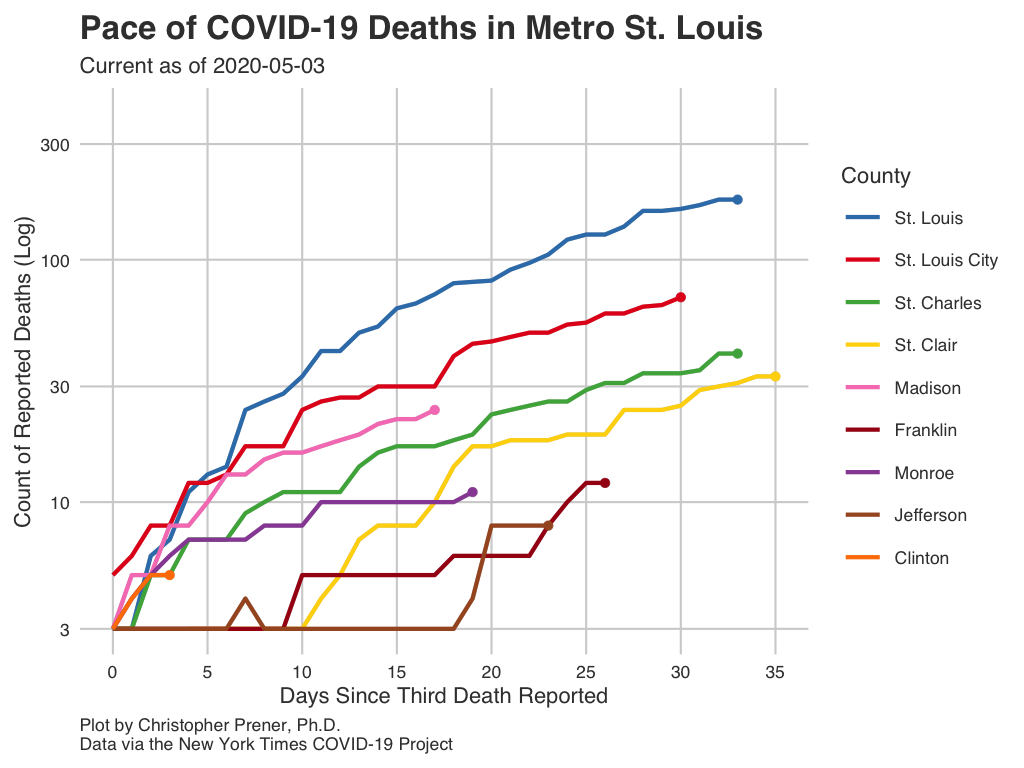 Pace of COVID-19 Deaths in Metro St. Louis
Current as of 2020-05-03
Count of Reported Deaths (Log)
300
100
30
10
3
0 5 10 15 20 25 30 35
Days Since Third Death Reported
County
St. Louis
St. Louis City
St. Charles
St. Clair
Madison
Franklin
Monroe
Jefferson
Clinton
Plot by Christopher Prener, Ph.D.
Data via the New York Times COVID-19 Project